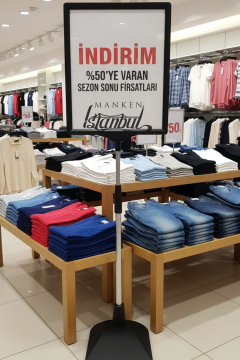 İNDİRİM
%50'YE VARAN
SEZON SONU FIRSATLARI
MANKEN
İstanbul
50